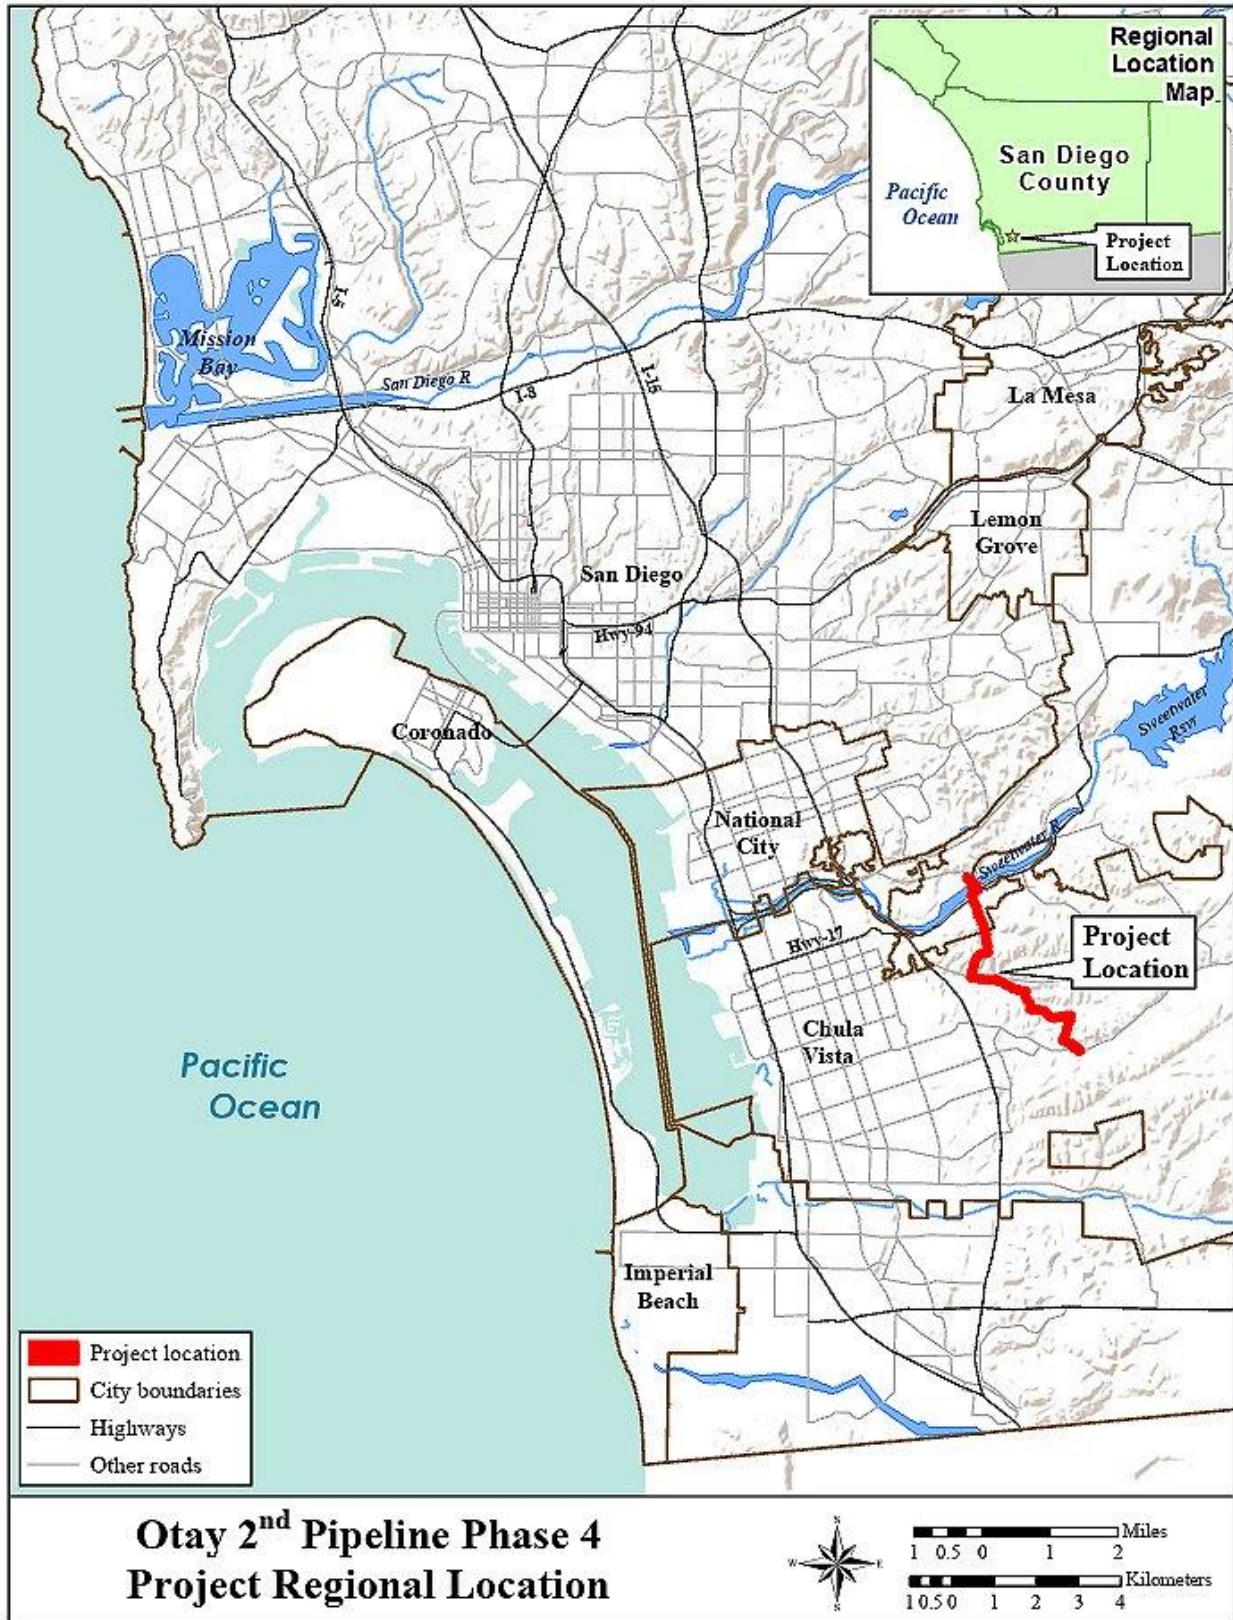 Regional
Location
Map
San Diego
County
Pacific
Ocean
Project
Location
I-5
Mission
Bay
San Diego R
I-8
I-15
La Mesa
Lemon
Grove
San Diego
Hwy-94
Coronado
Sweetwater
Rsvr
National
City
Sweetwater R
Hwy-17
Project
Location
Chula
Vista
Pacific
Ocean
Imperial
Beach
Project location
City boundaries
Highways
Other roads
Otay 2nd Pipeline Phase 4
Project Regional Location
N
W E
S
Miles
1 0.5 0 1 2
Kilometers
1 0.5 0 1 2 3 4